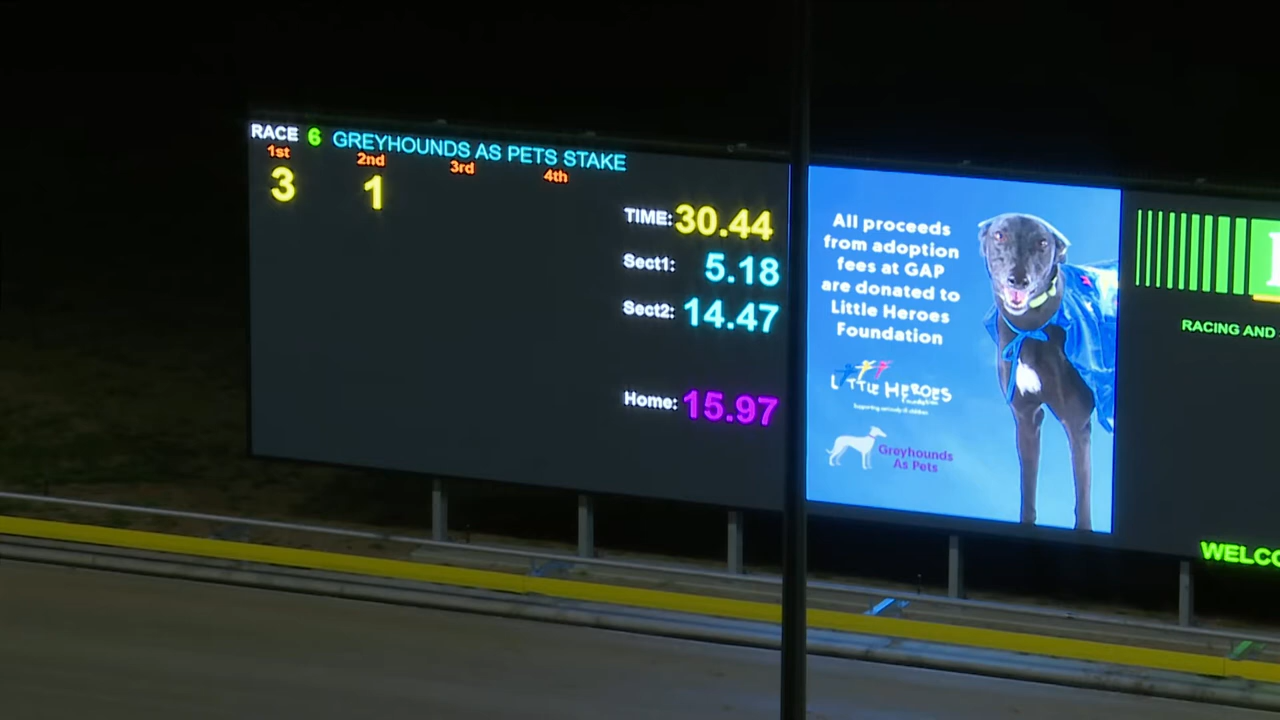 RACE 6 GREYHOUNDS AS PETS STAKE
1st 2nd 3rd 4th
3 1
TIME: 30.44
Sect1: 5.18
Sect2: 14.47
Home: 15.97
All proceeds
from adoption
fees at GAP
are donated to
Little Heroes
Foundation
LITTLE HEROES
Foundation
Greyhounds
As Pets
RACING AND
WELCO